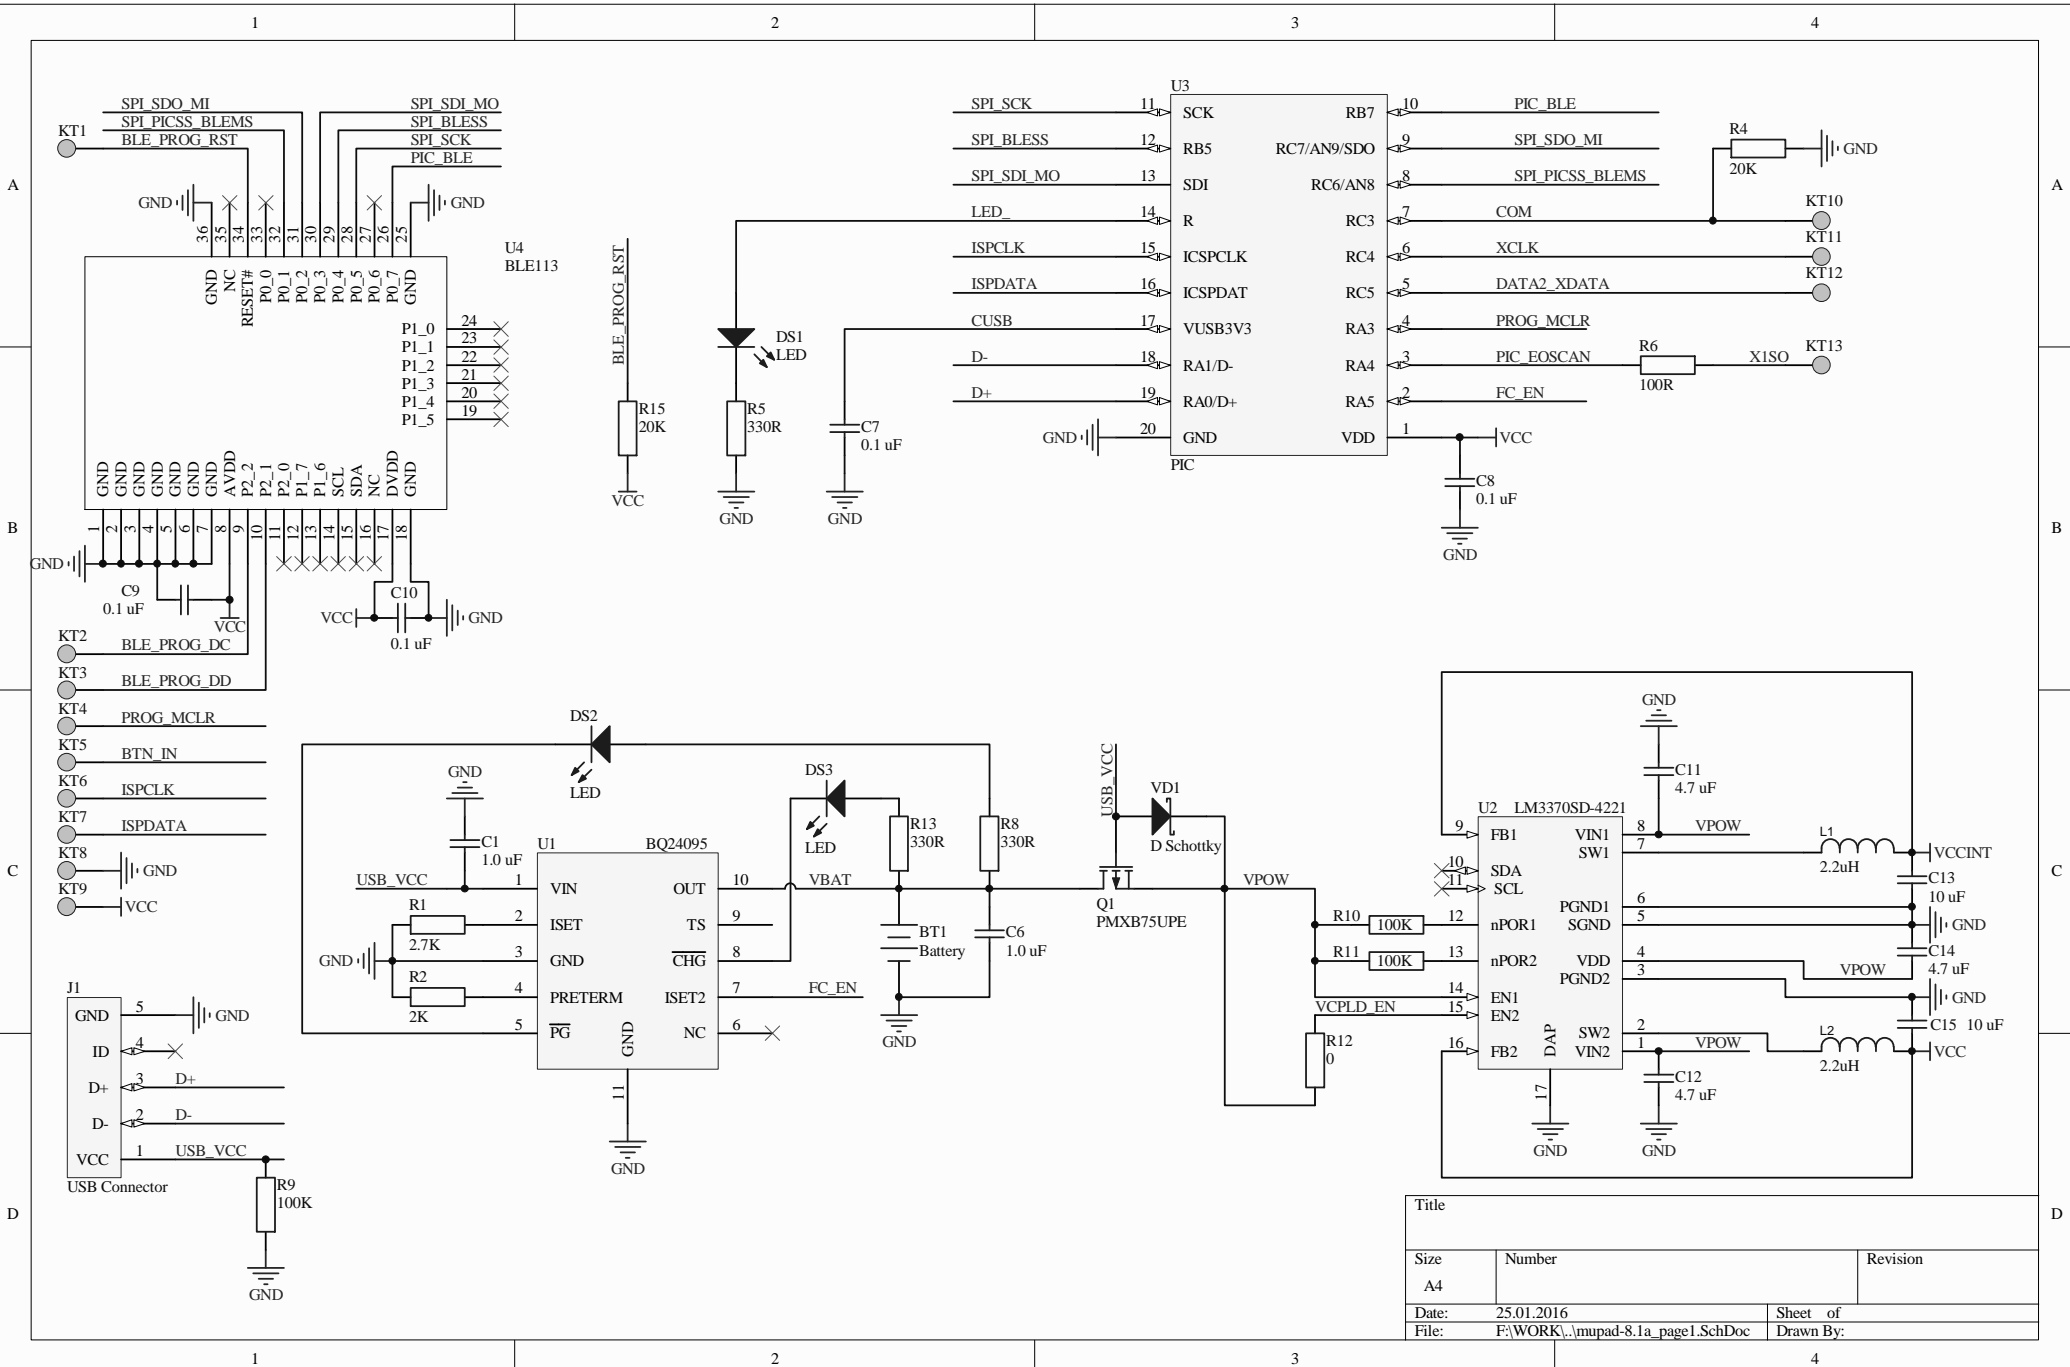 1 2 3 4
A
B
C
D
A
B
C
D
SPI_SDO_MI
SPI_PICSS_BLEMS
BLE_PROG_RST
KT1
SPI_SDI_MO
SPI_BLESS
SPI_SCK
PIC_BLE
GND
GND
36 35 34 33 32 31 30 29 28 27 26 25
GND NC RESET# P0_0 P0_1 P0_2 P0_3 P0_4 P0_5 P0_6 P0_7 GND
U4
BLE113
P1_0 24
P1_1 23
P1_2 22
P1_3 21
P1_4 20
P1_5 19
GND GND GND GND GND GND GND AVDD P2_2 P2_1 P2_0 P1_7 P1_6 SCL SDA NC DVDD GND
1 2 3 4 5 6 7 8 9 10 11 12 13 14 15 16 17 18
GND
C9
0.1 uF
VCC
VCC
C10
0.1 uF
GND
BLE_PROG_RST
R15
20K
VCC
DS1
LED
R5
330R
GND
C7
0.1 uF
GND
U3
SPI_SCK 11 SCK
SPI_BLESS 12 RB5
SPI_SDI_MO 13 SDI
LED_ 14 R
ISPCLK 15 ICSPCLK
ISPDATA 16 ICSPDAT
CUSB 17 VUSB3V3
D- 18 RA1/D-
D+ 19 RA0/D+
GND 20 GND
PIC
RB7 10 PIC_BLE
RC7/AN9/SDO 9 SPI_SDO_MI
RC6/AN8 8 SPI_PICSS_BLEMS
RC3 7 COM
RC4 6 XCLK
RC5 5 DATA2_XDATA
RA3 4 PROG_MCLR
RA4 3 PIC_EOSCAN
RA5 2 FC_EN
VDD 1 VCC
R4
20K
GND
KT10
KT11
KT12
R6
100R
X1SO
KT13
C8
0.1 uF
GND
KT2
BLE_PROG_DC
KT3
BLE_PROG_DD
KT4
PROG_MCLR
KT5
BTN_IN
KT6
ISPCLK
KT7
ISPDATA
KT8
GND
KT9
VCC
J1
GND 5 GND
ID 4
D+ 3 D+
D- 2 D-
VCC 1 USB_VCC
USB Connector
R9
100K
GND
DS2
LED
GND
C1
1.0 uF
DS3
LED
R13
330R
R8
330R
U1 BQ24095
USB_VCC 1 VIN
R1
2.7K
2 ISET
GND 3 GND
R2
2K
4 PRETERM
5 PG
GND
11
GND
OUT 10 VBAT
TS 9
CHG 8
ISET2 7 FC_EN
NC 6
BT1
Battery
C6
1.0 uF
GND
USB_VCC
VD1
D Schottky
Q1
PMXB75UPE
VPOW
R10 100K 12
R11 100K 13
14
VCPLD_EN 15
R12
0
16
U2 LM3370SD-4221
9 FB1
10 SDA
11 SCL
nPOR1
nPOR2
EN1
EN2
FB2
DAP
17
GND
VIN1 8 VPOW
SW1 7
PGND1 6
SGND 5
VDD 4
PGND2 3
SW2 2
VIN2 1 VPOW
GND
C11
4.7 uF
L1
2.2uH
VCCINT
C13
10 uF
GND
C14
4.7 uF
VPOW
GND
C15 10 uF
L2
2.2uH
VCC
C12
4.7 uF
GND
Title
Size
A4
Number
Revision
Date: 25.01.2016
Sheet of
File: F:\WORK\..\mupad-8.1a_page1.SchDoc
Drawn By:
1 2 3 4